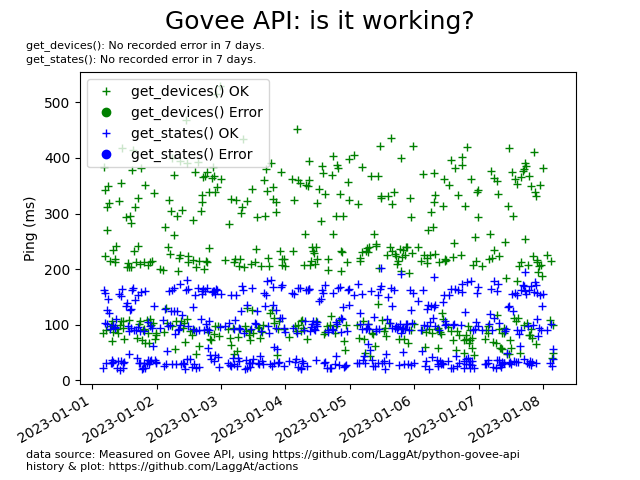 Govee API: is it working?
get_devices(): No recorded error in 7 days.
get_states(): No recorded error in 7 days.
get_devices() OK
get_devices() Error
get_states() OK
get_states() Error
Ping (ms)
500
400
300
200
100
0
2023-01-01
2023-01-02
2023-01-03
2023-01-04
2023-01-05
2023-01-06
2023-01-07
2023-01-08
data source: Measured on Govee API, using https://github.com/LaggAt/python-govee-api
history & plot: https://github.com/LaggAt/actions